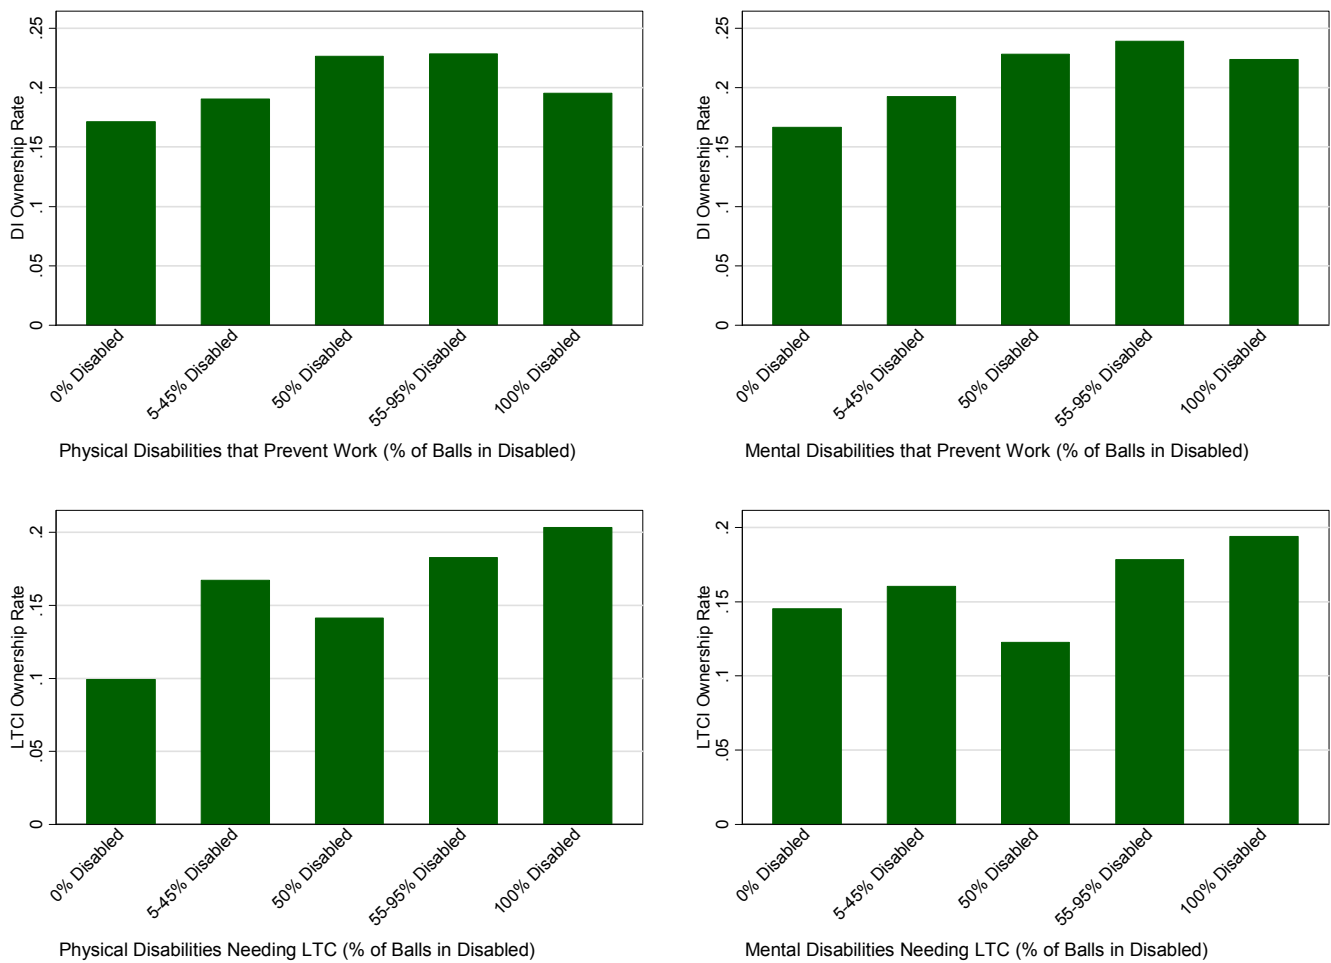 DI Ownership Rate
.25
.2
.15
.1
.05
0
0% Disabled
5-45% Disabled
50% Disabled
55-95% Disabled
100% Disabled
Physical Disabilities that Prevent Work (% of Balls in Disabled)
DI Ownership Rate
.25
.2
.15
.1
.05
0
0% Disabled
5-45% Disabled
50% Disabled
55-95% Disabled
100% Disabled
Mental Disabilities that Prevent Work (% of Balls in Disabled)
LTCI Ownership Rate
.2
.15
.1
.05
0
0% Disabled
5-45% Disabled
50% Disabled
55-95% Disabled
100% Disabled
Physical Disabilities Needing LTC (% of Balls in Disabled)
LTCI Ownership Rate
.2
.15
.1
.05
0
0% Disabled
5-45% Disabled
50% Disabled
55-95% Disabled
100% Disabled
Mental Disabilities Needing LTC (% of Balls in Disabled)